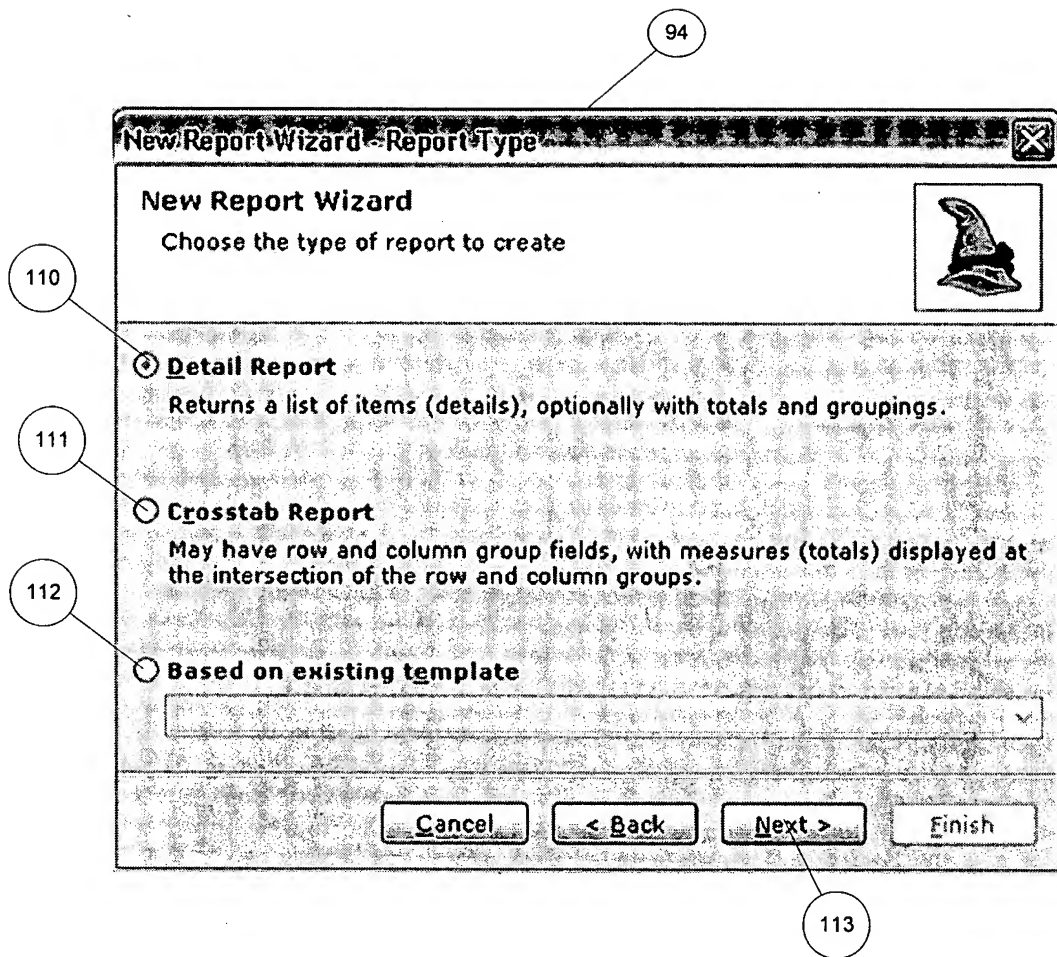 94
New Report Wizard - Report Type
New Report Wizard
Choose the type of report to create
110
Detail Report
Returns a list of items (details), optionally with totals and groupings.
111
Crosstab Report
May have row and column group fields, with measures (totals) displayed at
the intersection of the row and column groups.
112
Based on existing template
Cancel
< Back
Next >
Finish
113